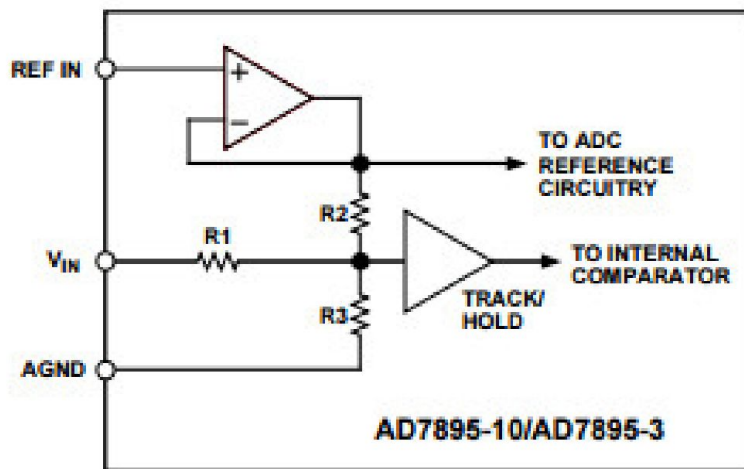 REF IN
+
−
TO ADC
REFERENCE
CIRCUITRY
R2
R1
VIN
TO INTERNAL
COMPARATOR
TRACK/
HOLD
R3
AGND
AD7895-10/AD7895-3